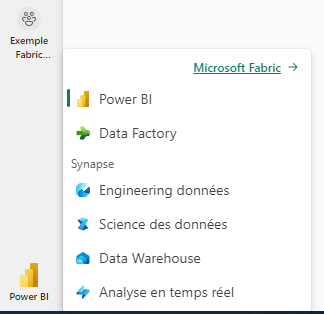 Exemple
Fabric...
Microsoft Fabric
Power BI
Data Factory
Synapse
Engineering données
Science des données
Data Warehouse
Analyse en temps réel
Power BI